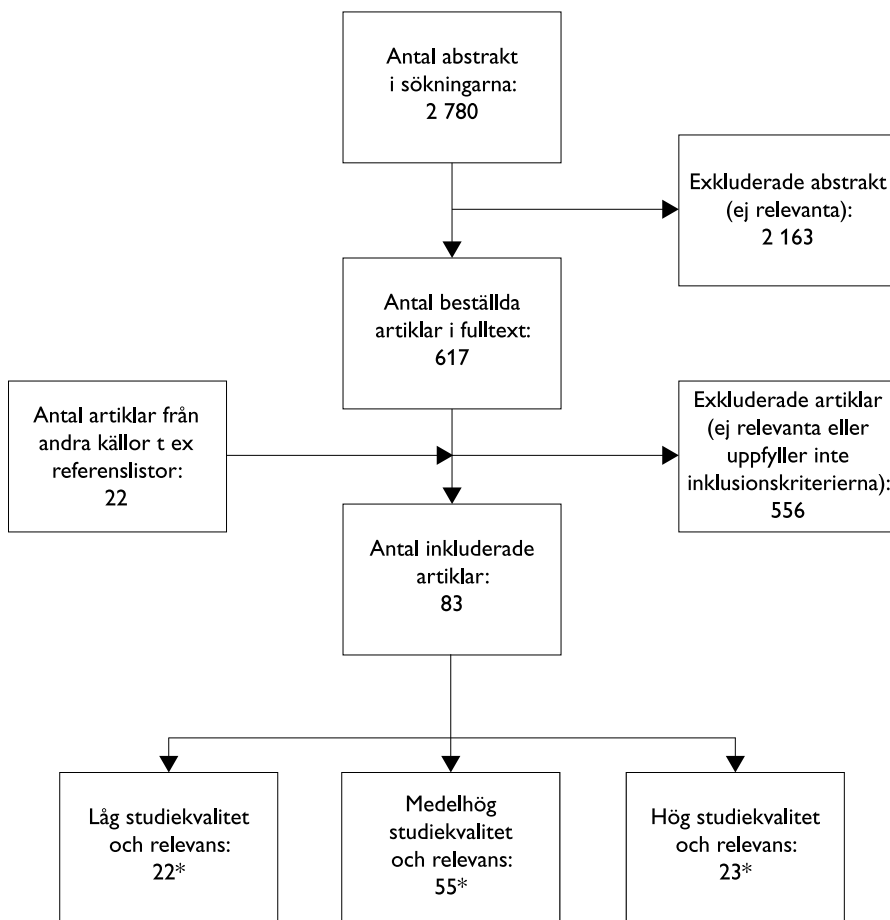 Antal abstrakt
i sökningarna:
2 780
Exkluderade abstrakt
(ej relevanta):
2 163
Antal beställda
artiklar i fulltext:
617
Antal artiklar från
andra källor t ex
referenslistor:
22
Exkluderade artiklar
(ej relevanta eller
uppfyller inte
inklusionskriterierna):
556
Antal inkluderade
artiklar:
83
Låg studiekvalitet
och relevans:
22*
Medelhög
studiekvalitet
och relevans:
55*
Hög studiekvalitet
och relevans:
23*